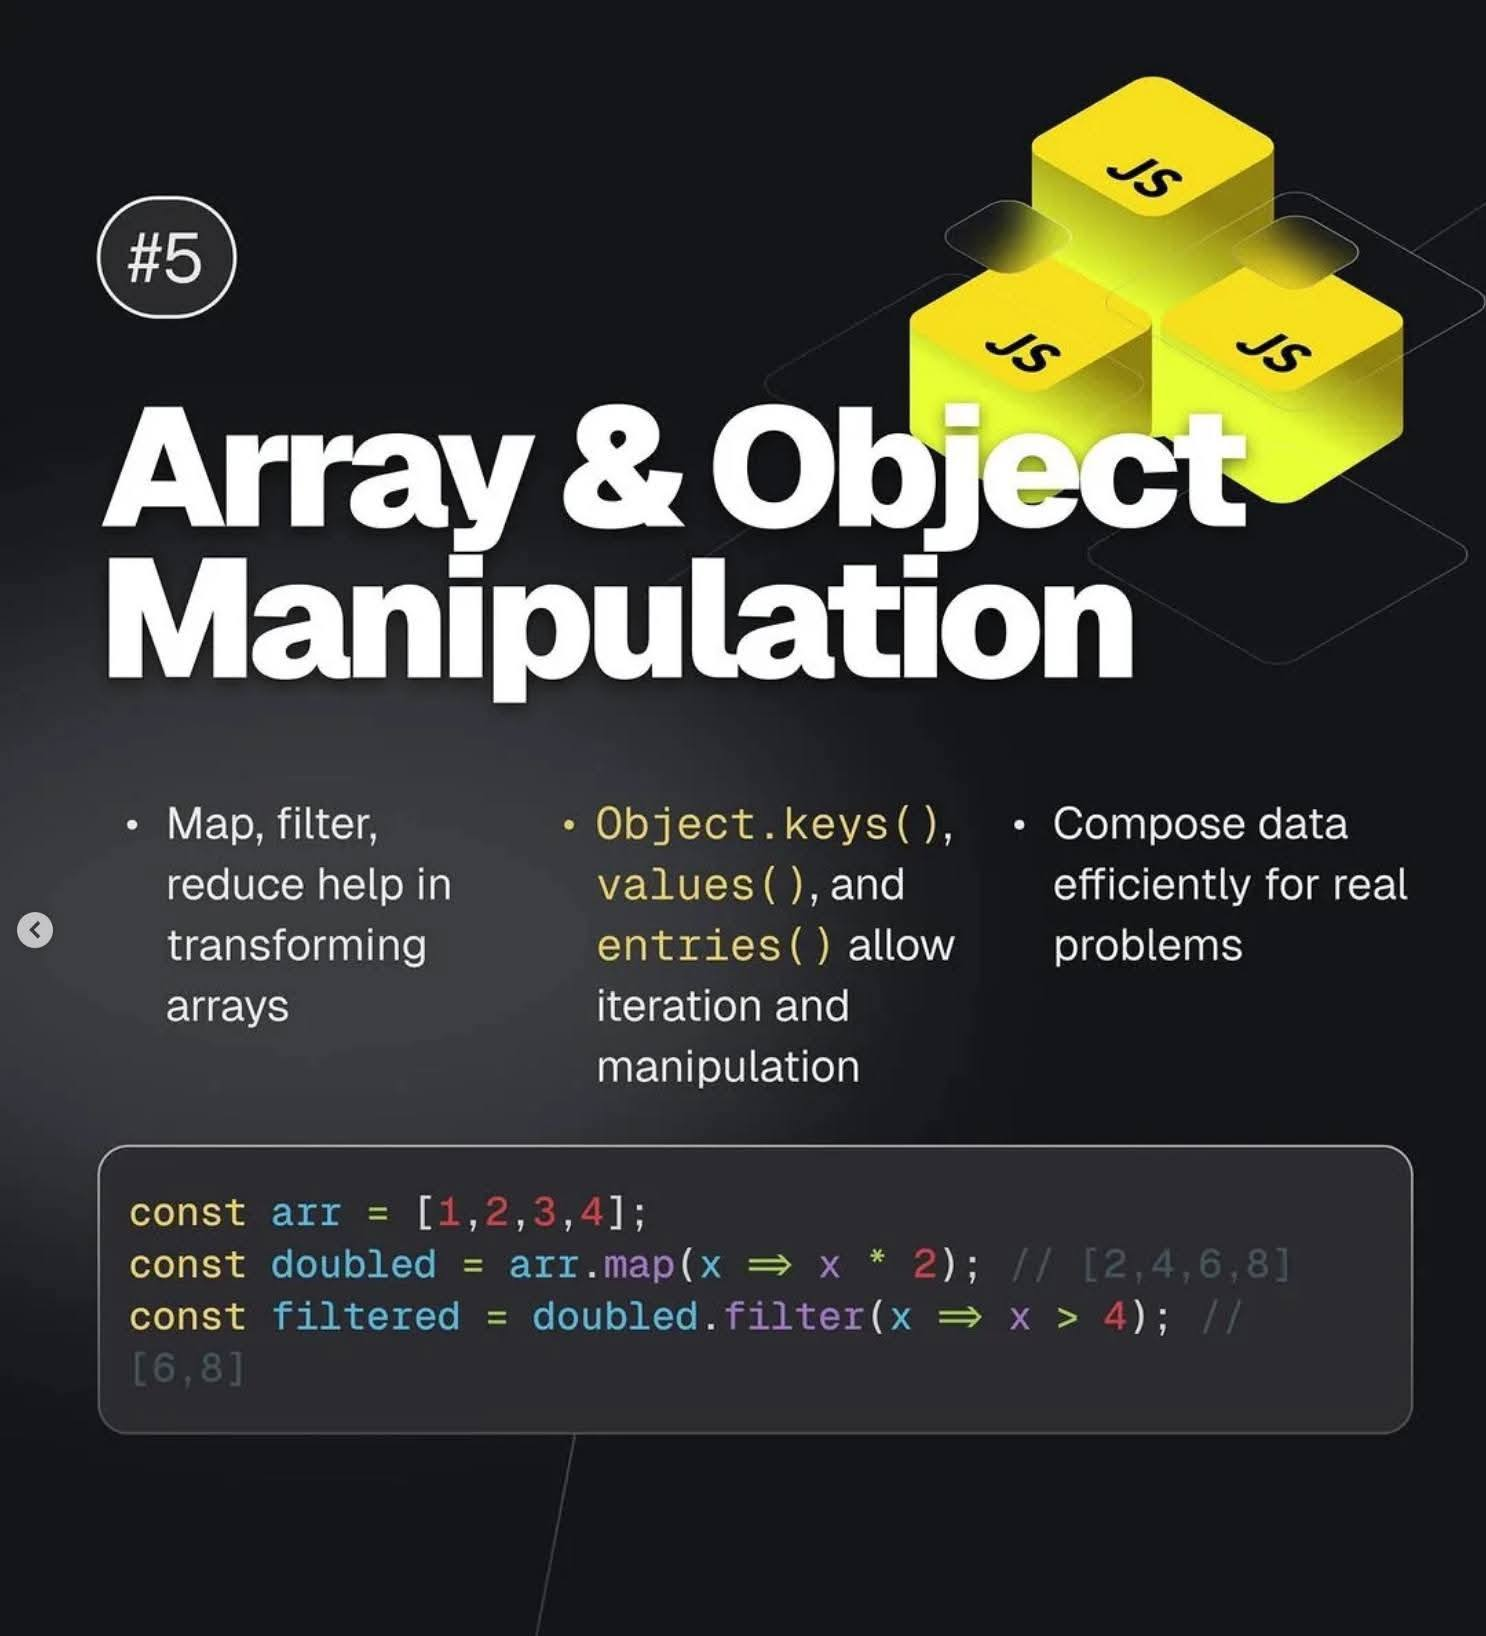 JS
JS
JS
#5
Array & Object
Manipulation
• Map, filter,
reduce help in
transforming
arrays
• Object.keys(),
values(), and
entries() allow
iteration and
manipulation
• Compose data
efficiently for real
problems
const arr = [1,2,3,4];
const doubled = arr.map(x => x * 2); // [2,4,6,8]
const filtered = doubled.filter(x => x > 4); //
[6,8]